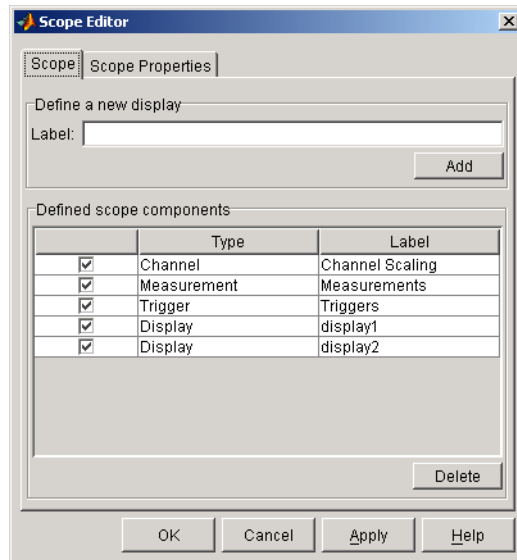 Scope Editor
Scope Scope Properties
Define a new display
Label:
Add
Defined scope components
Type Label
Channel Channel Scaling
Measurement Measurements
Trigger Triggers
Display display1
Display display2
Delete
OK Cancel Apply Help